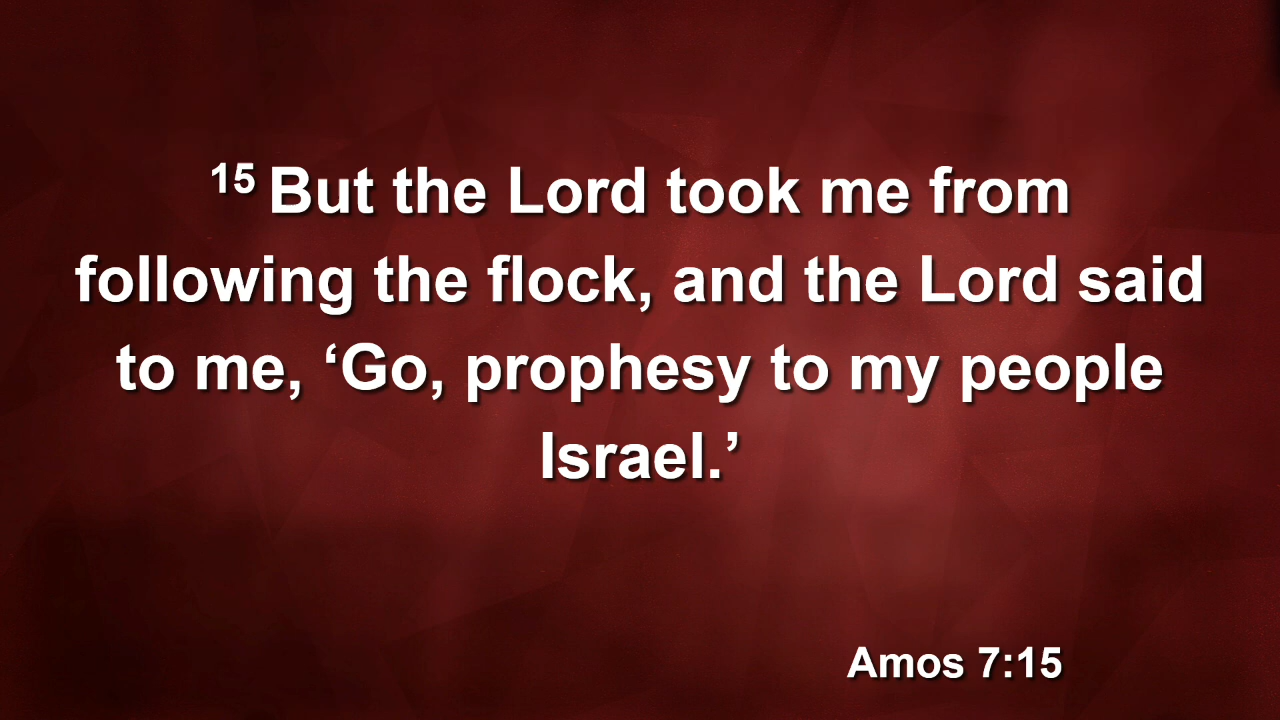 15 But the Lord took me from
following the flock, and the Lord said
to me, ‘Go, prophesy to my people
Israel.’
Amos 7:15